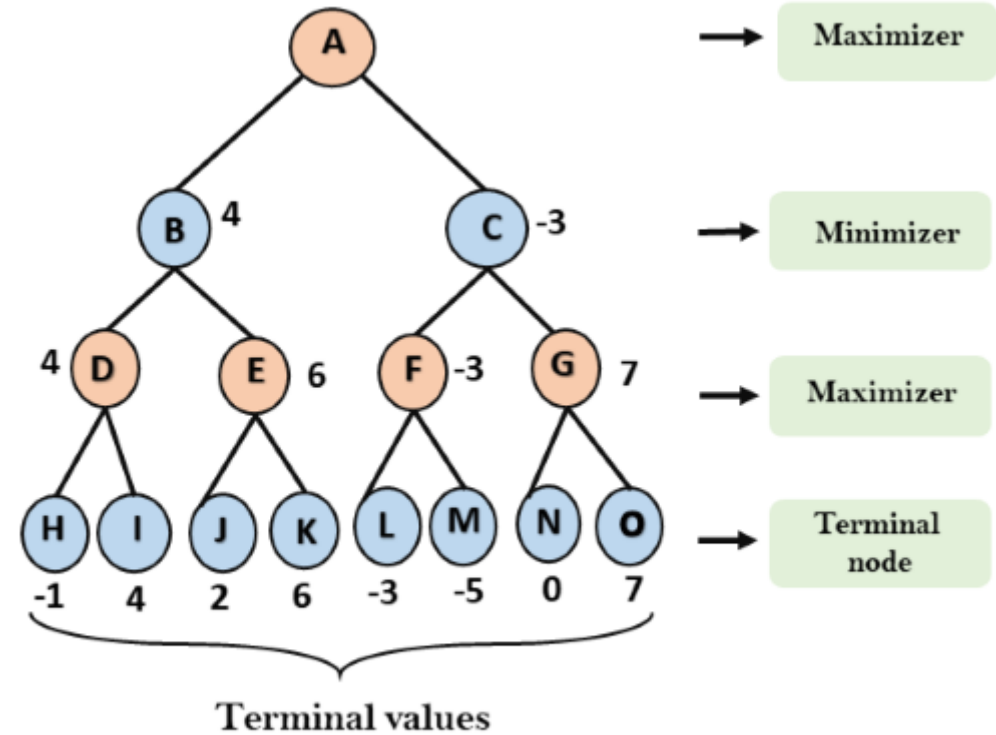 A
Maximizer
B 4
C -3
Minimizer
4 D
E 6
F -3
G 7
Maximizer
H I J K L M N O
Terminal
node
-1 4 2 6 -3 -5 0 7
Terminal values